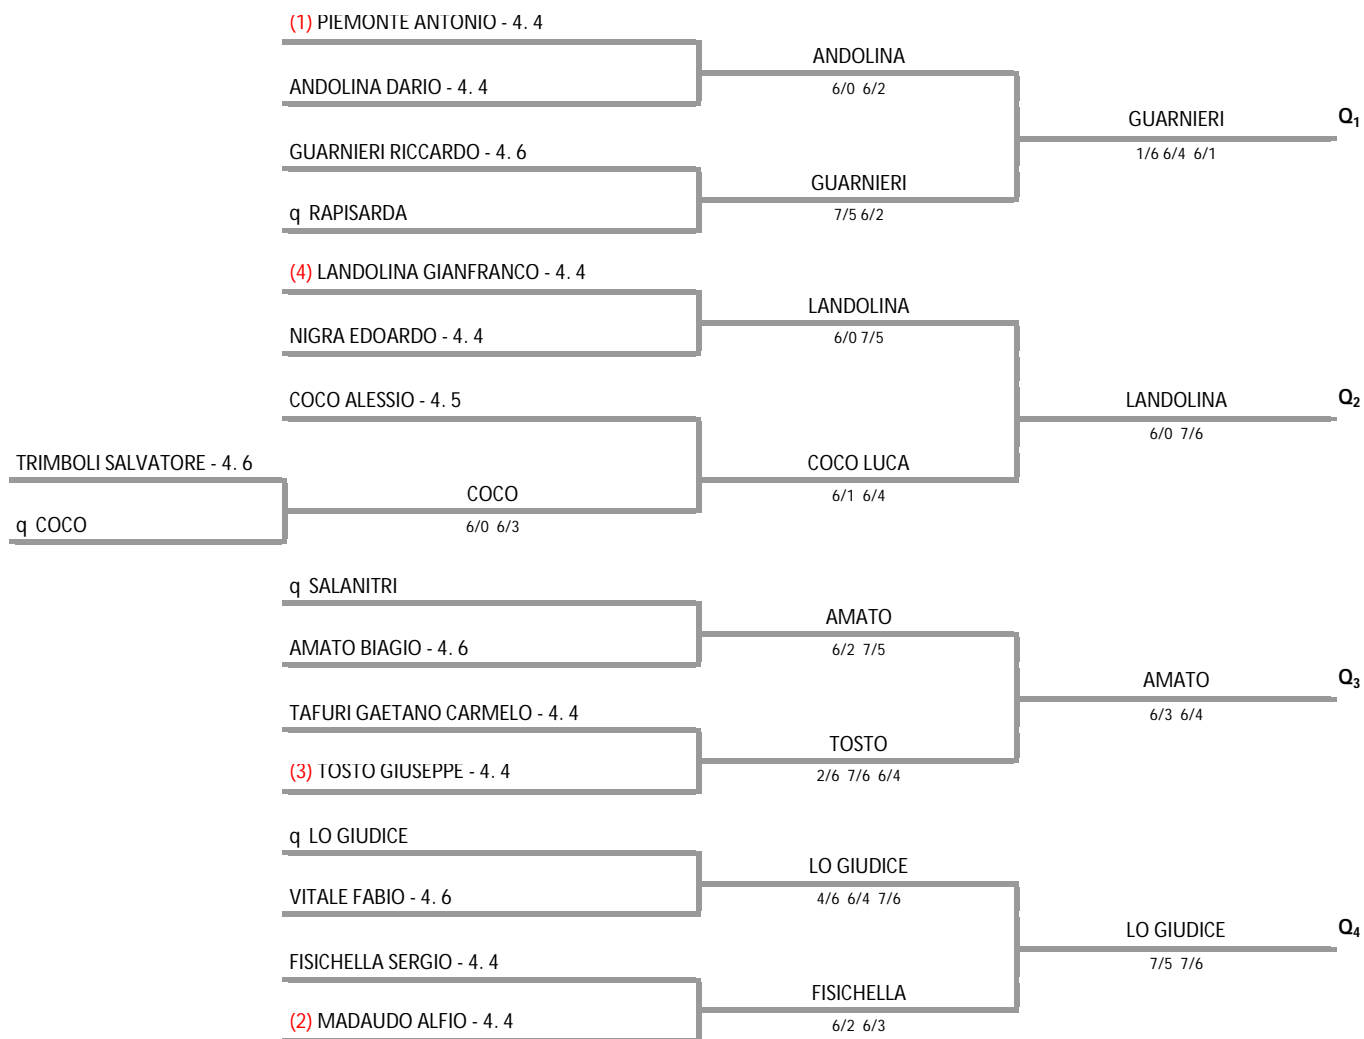 (1) PIEMONTE ANTONIO - 4. 4
ANDOLINA
ANDOLINA DARIO - 4. 4
6/0 6/2
GUARNIERI
Q1
GUARNIERI RICCARDO - 4. 6
1/6 6/4 6/1
GUARNIERI
q RAPISARDA
7/5 6/2
(4) LANDOLINA GIANFRANCO - 4. 4
LANDOLINA
NIGRA EDOARDO - 4. 4
6/0 7/5
COCO ALESSIO - 4. 5
LANDOLINA
Q2
6/0 7/6
TRIMBOLI SALVATORE - 4. 6
COCO LUCA
COCO
6/1 6/4
q COCO
6/0 6/3
q SALANITRI
AMATO
AMATO BIAGIO - 4. 6
6/2 7/5
AMATO
Q3
TAFURI GAETANO CARMELO - 4. 4
6/3 6/4
TOSTO
(3) TOSTO GIUSEPPE - 4. 4
2/6 7/6 6/4
q LO GIUDICE
LO GIUDICE
VITALE FABIO - 4. 6
4/6 6/4 7/6
LO GIUDICE
Q4
FISICHELLA SERGIO - 4. 4
7/5 7/6
FISICHELLA
(2) MADAUDO ALFIO - 4. 4
6/2 6/3